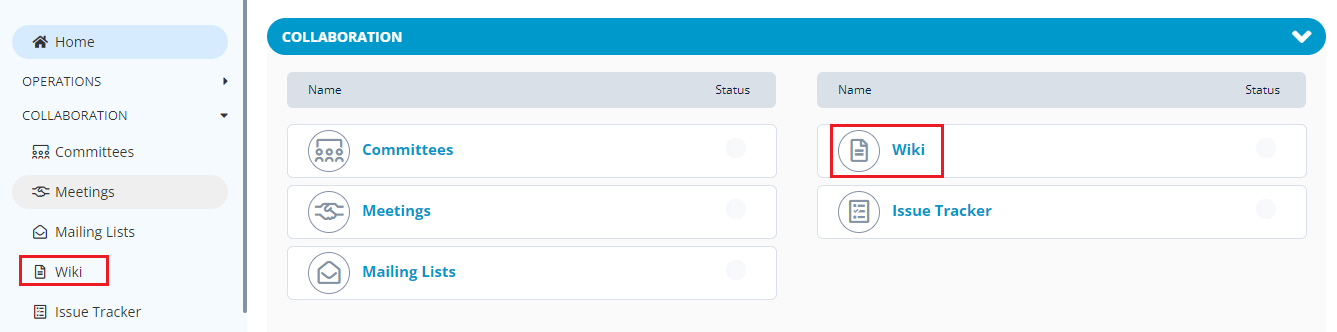 Home
OPERATIONS
COLLABORATION
Committees
Meetings
Mailing Lists
Wiki
Issue Tracker
COLLABORATION
Name Status
Committees
Meetings
Mailing Lists
Name Status
Wiki
Issue Tracker